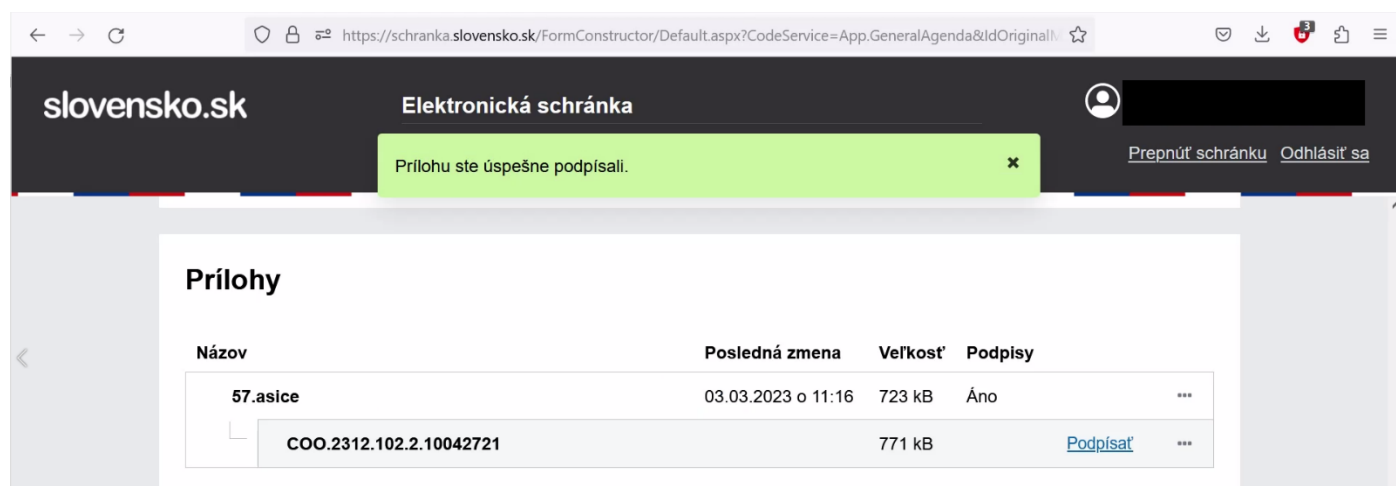 https://schranka.slovensko.sk/FormConstructor/Default.aspx?CodeService=App.GeneralAgenda&IdOriginalM
3
slovensko.sk
Elektronická schránka
Prílohu ste úspešne podpísali.
Prepnúť schránku Odhlásiť sa
Prílohy
Názov Posledná zmena Veľkosť Podpisy
57.asice 03.03.2023 o 11:16 723 kB Áno
COO.2312.102.2.10042721 771 kB Podpísať